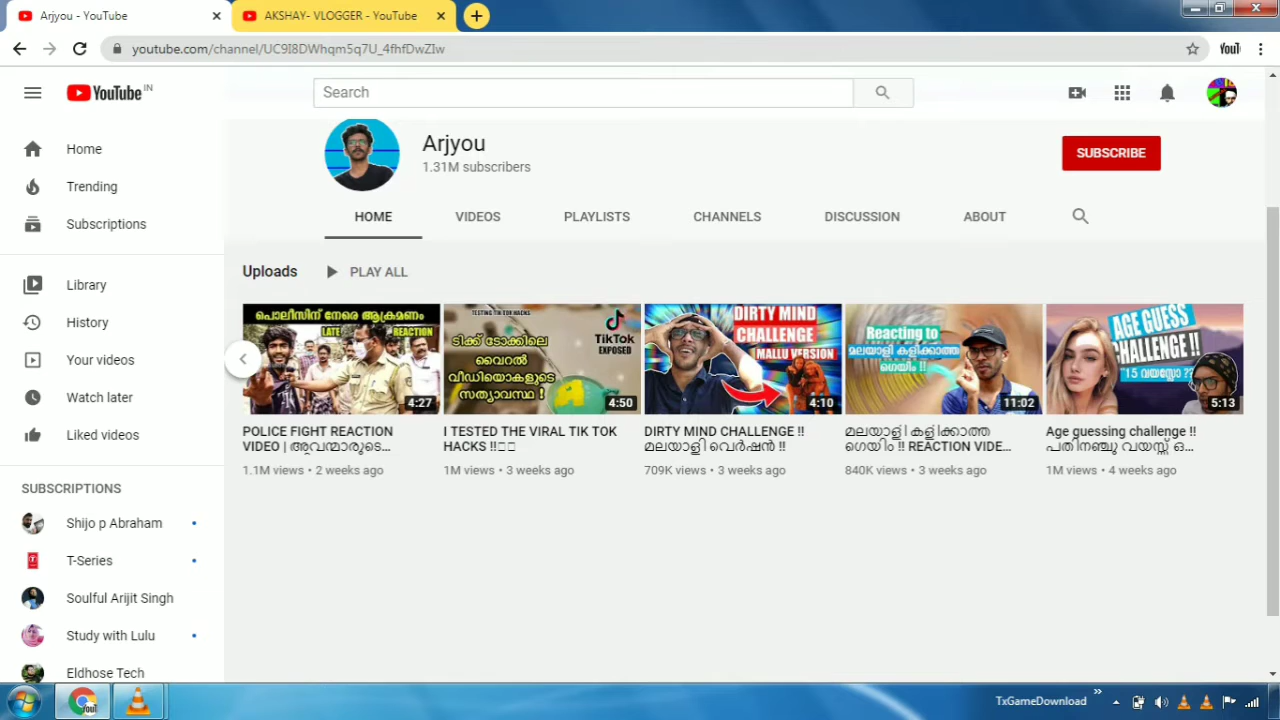 Arjyou - YouTube
AKSHAY- VLOGGER - YouTube
youtube.com/channel/UC9I8DWhqm5q7U_4fhfDwZIw
YouTube IN
Search
Home
Trending
Subscriptions
Library
History
Your videos
Watch later
Liked videos
SUBSCRIPTIONS
Shijo p Abraham
T-Series
Soulful Arijit Singh
Study with Lulu
Eldhose Tech
Arjyou
1.31M subscribers
SUBSCRIBE
HOME VIDEOS PLAYLISTS CHANNELS DISCUSSION ABOUT
Uploads PLAY ALL
പൊലീസിന് നേരെ ആക്രമണം
LATE REACTION
4:27
POLICE FIGHT REACTION
VIDEO | അവന്മാരുടെ...
1.1M views • 2 weeks ago
TESTING TIK TOK HACKS
ടിക്ക് ടോക്കിലെ
വൈറൽ
വീഡിയൊകളുടെ
സത്യാവസ്ഥ !
TikTok
EXPOSED
4:50
I TESTED THE VIRAL TIK TOK
HACKS !!
1M views • 3 weeks ago
DIRTY MIND
CHALLENGE
MALLU VERSION
4:10
DIRTY MIND CHALLENGE !!
മലയാളി വെർഷൻ !!
709K views • 3 weeks ago
Reacting to
മലയാളി കളിക്കാത്ത
ഗെയിം !!
11:02
മലയാളി കളിക്കാത്ത
ഗെയിം !! REACTION VIDE...
840K views • 3 weeks ago
AGE GUESS
CHALLENGE !!
"15 വയസ്സോ ??
5:13
Age guessing challenge !!
പതിനഞ്ചു വയസ്സ് ഒ...
1M views • 4 weeks ago
TxGameDownload